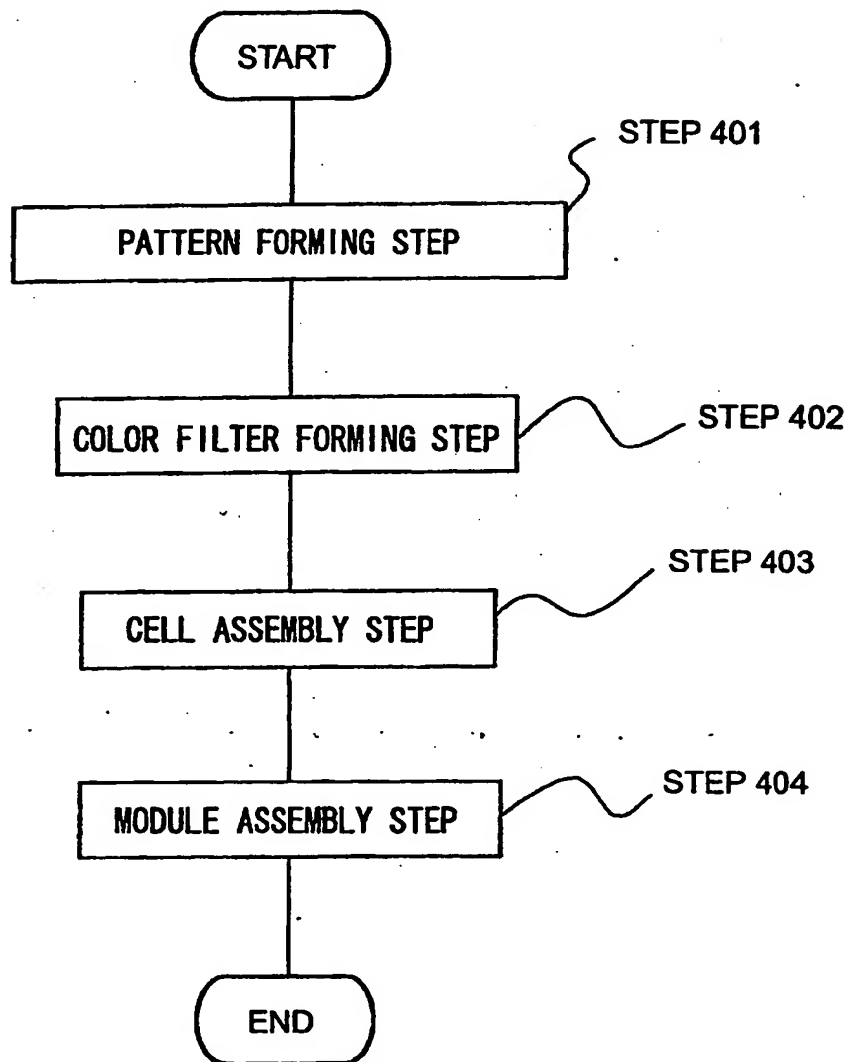 START
STEP 401
PATTERN FORMING STEP
STEP 402
COLOR FILTER FORMING STEP
STEP 403
CELL ASSEMBLY STEP
STEP 404
MODULE ASSEMBLY STEP
END